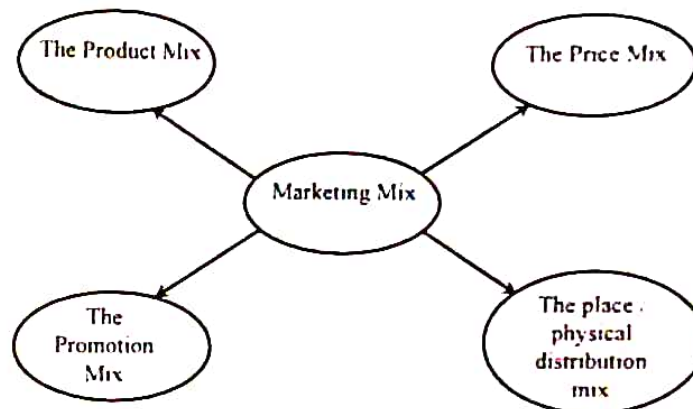 The Product Mix
The Price Mix
Marketing Mix
The
Promotion
Mix
The place .
physical
distribution
mix